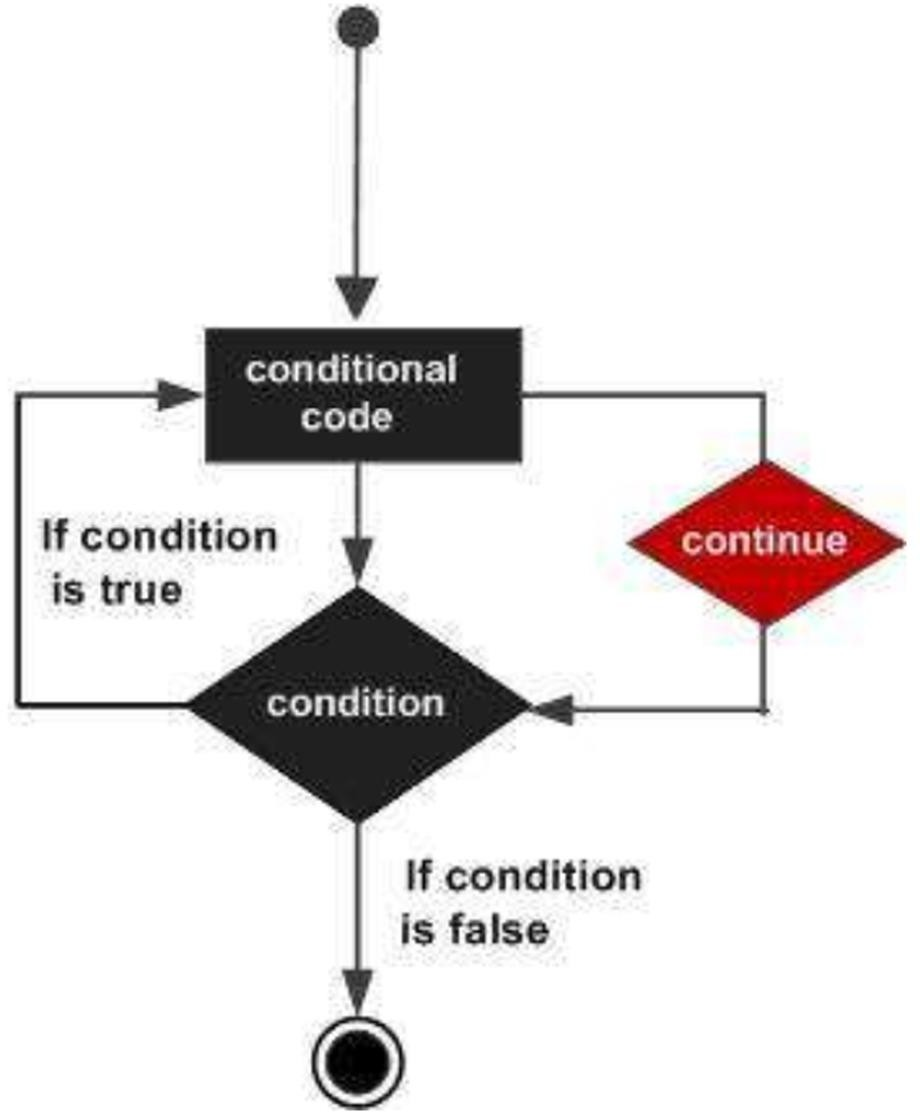 conditional
code
If condition
is true
continue
condition
If condition
is false